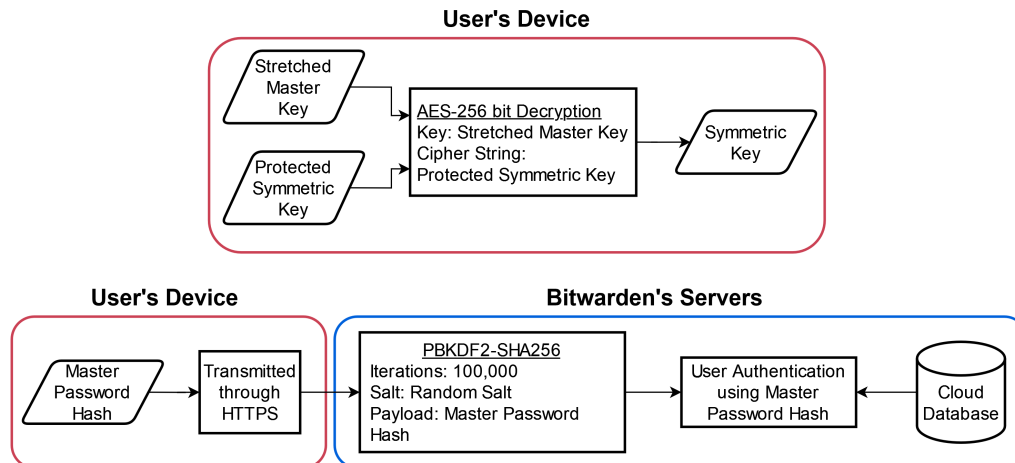 User's Device
Stretched
Master
Key
Protected
Symmetric
Key
AES-256 bit Decryption
Key: Stretched Master Key
Cipher String:
Protected Symmetric Key
Symmetric
Key
User's Device
Master
Password
Hash
Transmitted
through
HTTPS
Bitwarden's Servers
PBKDF2-SHA256
Iterations: 100,000
Salt: Random Salt
Payload: Master Password
Hash
User Authentication
using Master
Password Hash
Cloud
Database